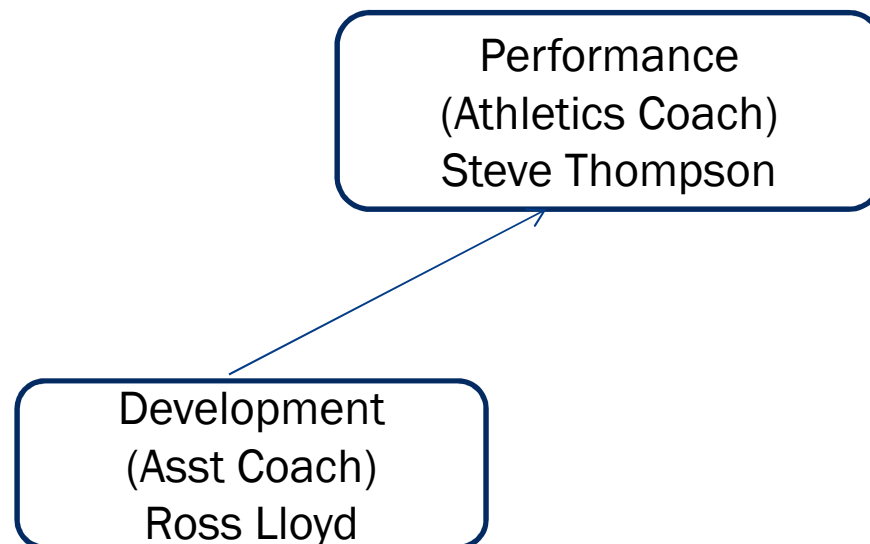 Performance
(Athletics Coach)
Steve Thompson
Development
(Asst Coach)
Ross Lloyd